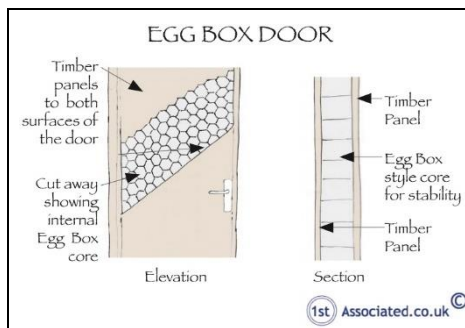 EGG BOX DOOR
Timber
panels
to both
surfaces of
the door
Cut away
showing
internal
Egg Box
core
Elevation
Timber
Panel
Egg Box
style core
for stability
Timber
Panel
Section
1st Associated.co.uk ©